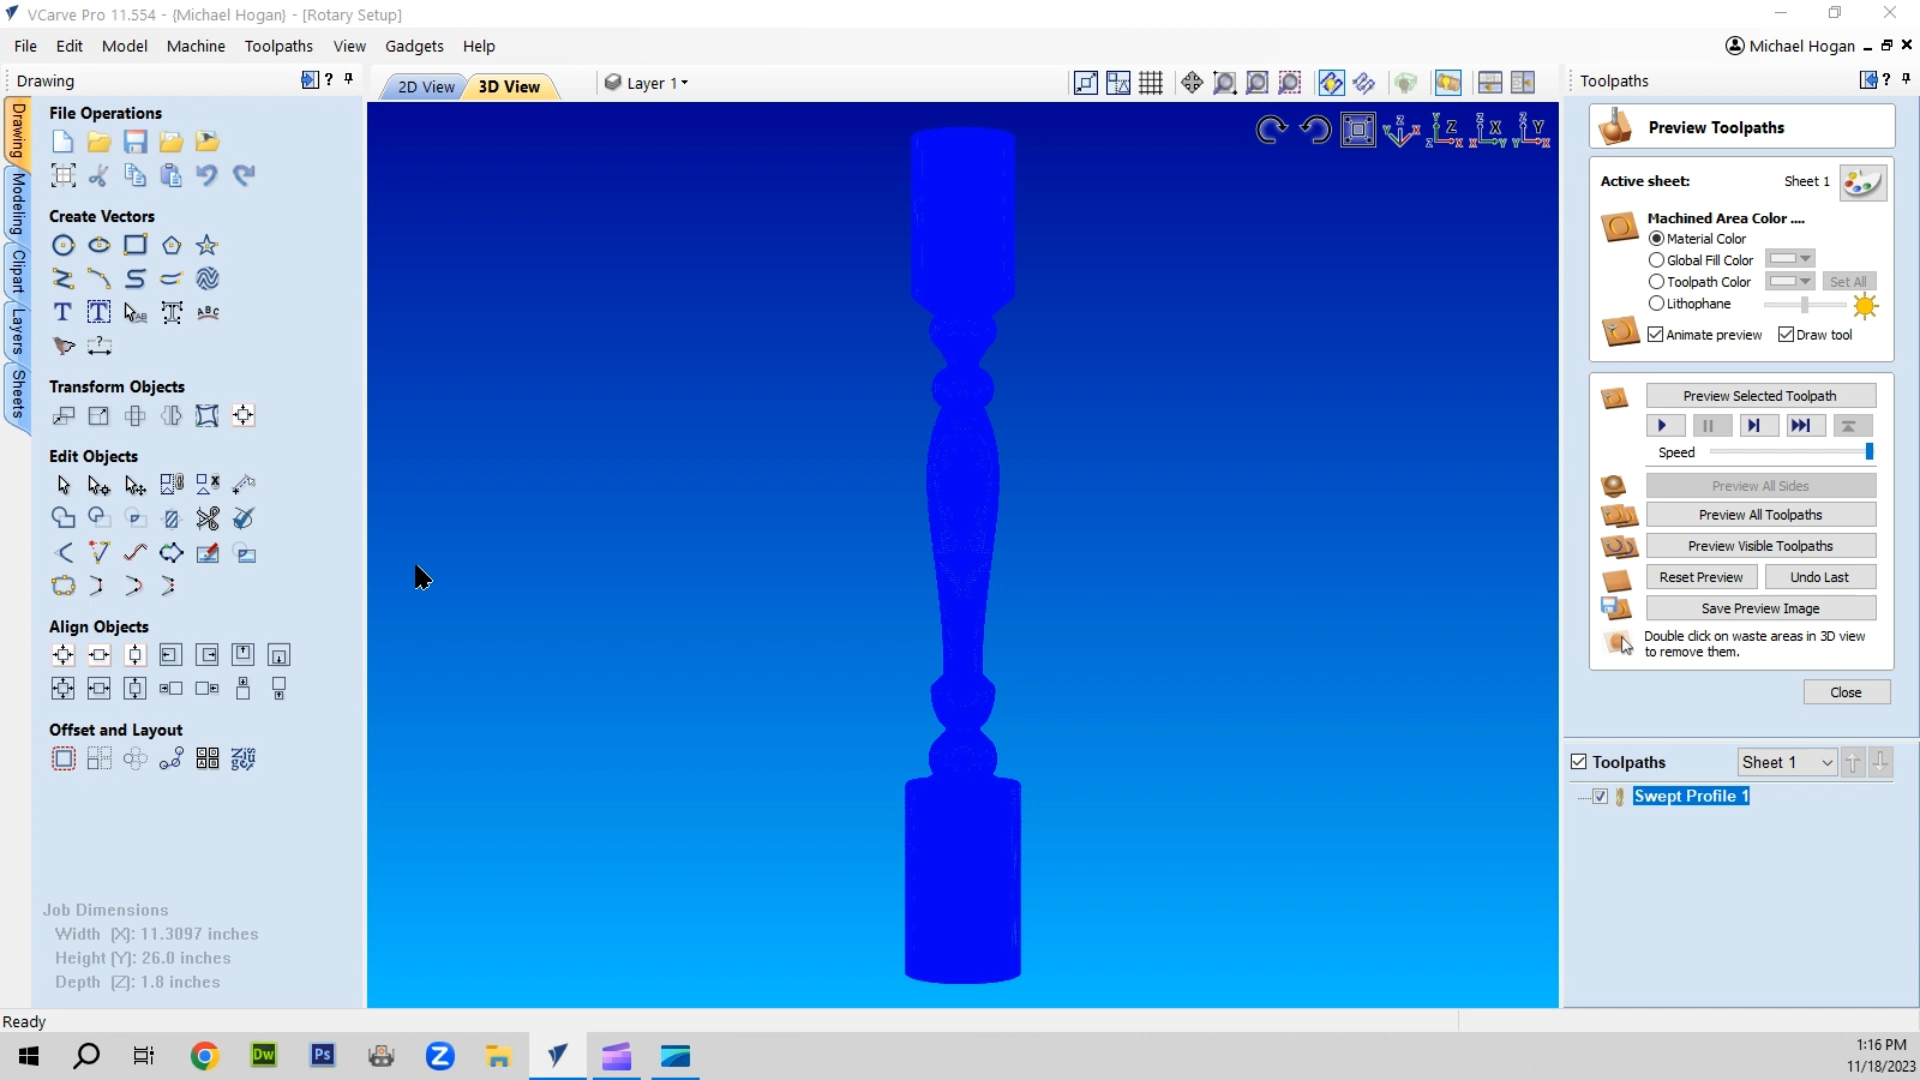 VCarve Pro 11.554 - {Michael Hogan} - [Rotary Setup]
File Edit Model Machine Toolpaths View Gadgets Help
Michael Hogan
Drawing
2D View 3D View
Layer 1
Toolpaths
Drawing
Modeling
Clipart
Layers
Sheets
File Operations
Create Vectors
Transform Objects
Edit Objects
Align Objects
Offset and Layout
Job Dimensions
Width (X): 11.3097 inches
Height (Y): 26.0 inches
Depth (Z): 1.8 inches
Preview Toolpaths
Active sheet: Sheet 1
Machined Area Color ....
Material Color
Global Fill Color
Toolpath Color Set All
Lithophane
Animate preview Draw tool
Preview Selected Toolpath
Speed
Preview All Sides
Preview All Toolpaths
Preview Visible Toolpaths
Reset Preview Undo Last
Save Preview Image
Double click on waste areas in 3D view
to remove them.
Close
Toolpaths Sheet 1
Swept Profile 1
Ready
Dw Ps Z
1:16 PM
11/18/2023